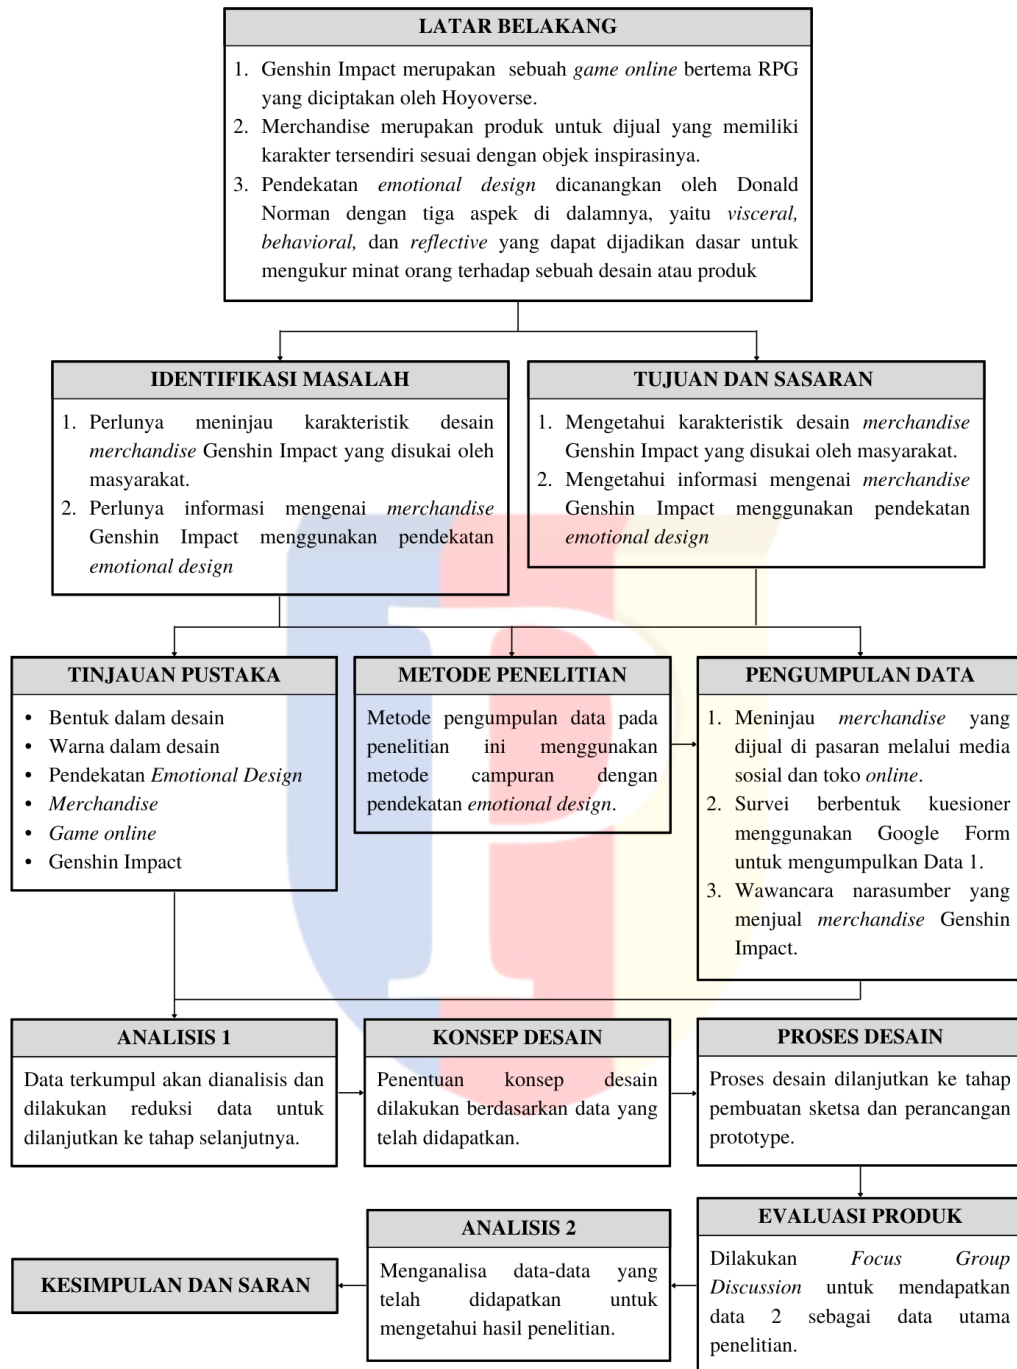 LATAR BELAKANG
1. Genshin Impact merupakan sebuah game online bertema RPG
yang diciptakan oleh Hoyoverse.
2. Merchandise merupakan produk untuk dijual yang memiliki
karakter tersendiri sesuai dengan objek inspirasinya.
3. Pendekatan emotional design dicanangkan oleh Donald
Norman dengan tiga aspek di dalamnya, yaitu visceral,
behavioral, dan reflective yang dapat dijadikan dasar untuk
mengukur minat orang terhadap sebuah desain atau produk
IDENTIFIKASI MASALAH
1. Perlunya meninjau karakteristik desain
merchandise Genshin Impact yang disukai oleh
masyarakat.
2. Perlunya informasi mengenai merchandise
Genshin Impact menggunakan pendekatan
emotional design
TUJUAN DAN SASARAN
1. Mengetahui karakteristik desain merchandise
Genshin Impact yang disukai oleh masyarakat.
2. Mengetahui informasi mengenai merchandise
Genshin Impact menggunakan pendekatan
emotional design
TINJAUAN PUSTAKA
• Bentuk dalam desain
• Warna dalam desain
• Pendekatan Emotional Design
• Merchandise
• Game online
• Genshin Impact
METODE PENELITIAN
Metode pengumpulan data pada
penelitian ini menggunakan
metode campuran dengan
pendekatan emotional design.
PENGUMPULAN DATA
1. Meninjau merchandise yang
dijual di pasaran melalui media
sosial dan toko online.
2. Survei berbentuk kuesioner
menggunakan Google Form
untuk mengumpulkan Data 1.
3. Wawancara narasumber yang
menjual merchandise Genshin
Impact.
ANALISIS 1
Data terkumpul akan dianalisis dan
dilakukan reduksi data untuk
dilanjutkan ke tahap selanjutnya.
KONSEP DESAIN
Penentuan konsep desain
dilakukan berdasarkan data yang
telah didapatkan.
PROSES DESAIN
Proses desain dilanjutkan ke tahap
pembuatan sketsa dan perancangan
prototype.
EVALUASI PRODUK
Dilakukan Focus Group
Discussion untuk mendapatkan
data 2 sebagai data utama
penelitian.
ANALISIS 2
Menganalisa data-data yang
telah didapatkan untuk
mengetahui hasil penelitian.
KESIMPULAN DAN SARAN